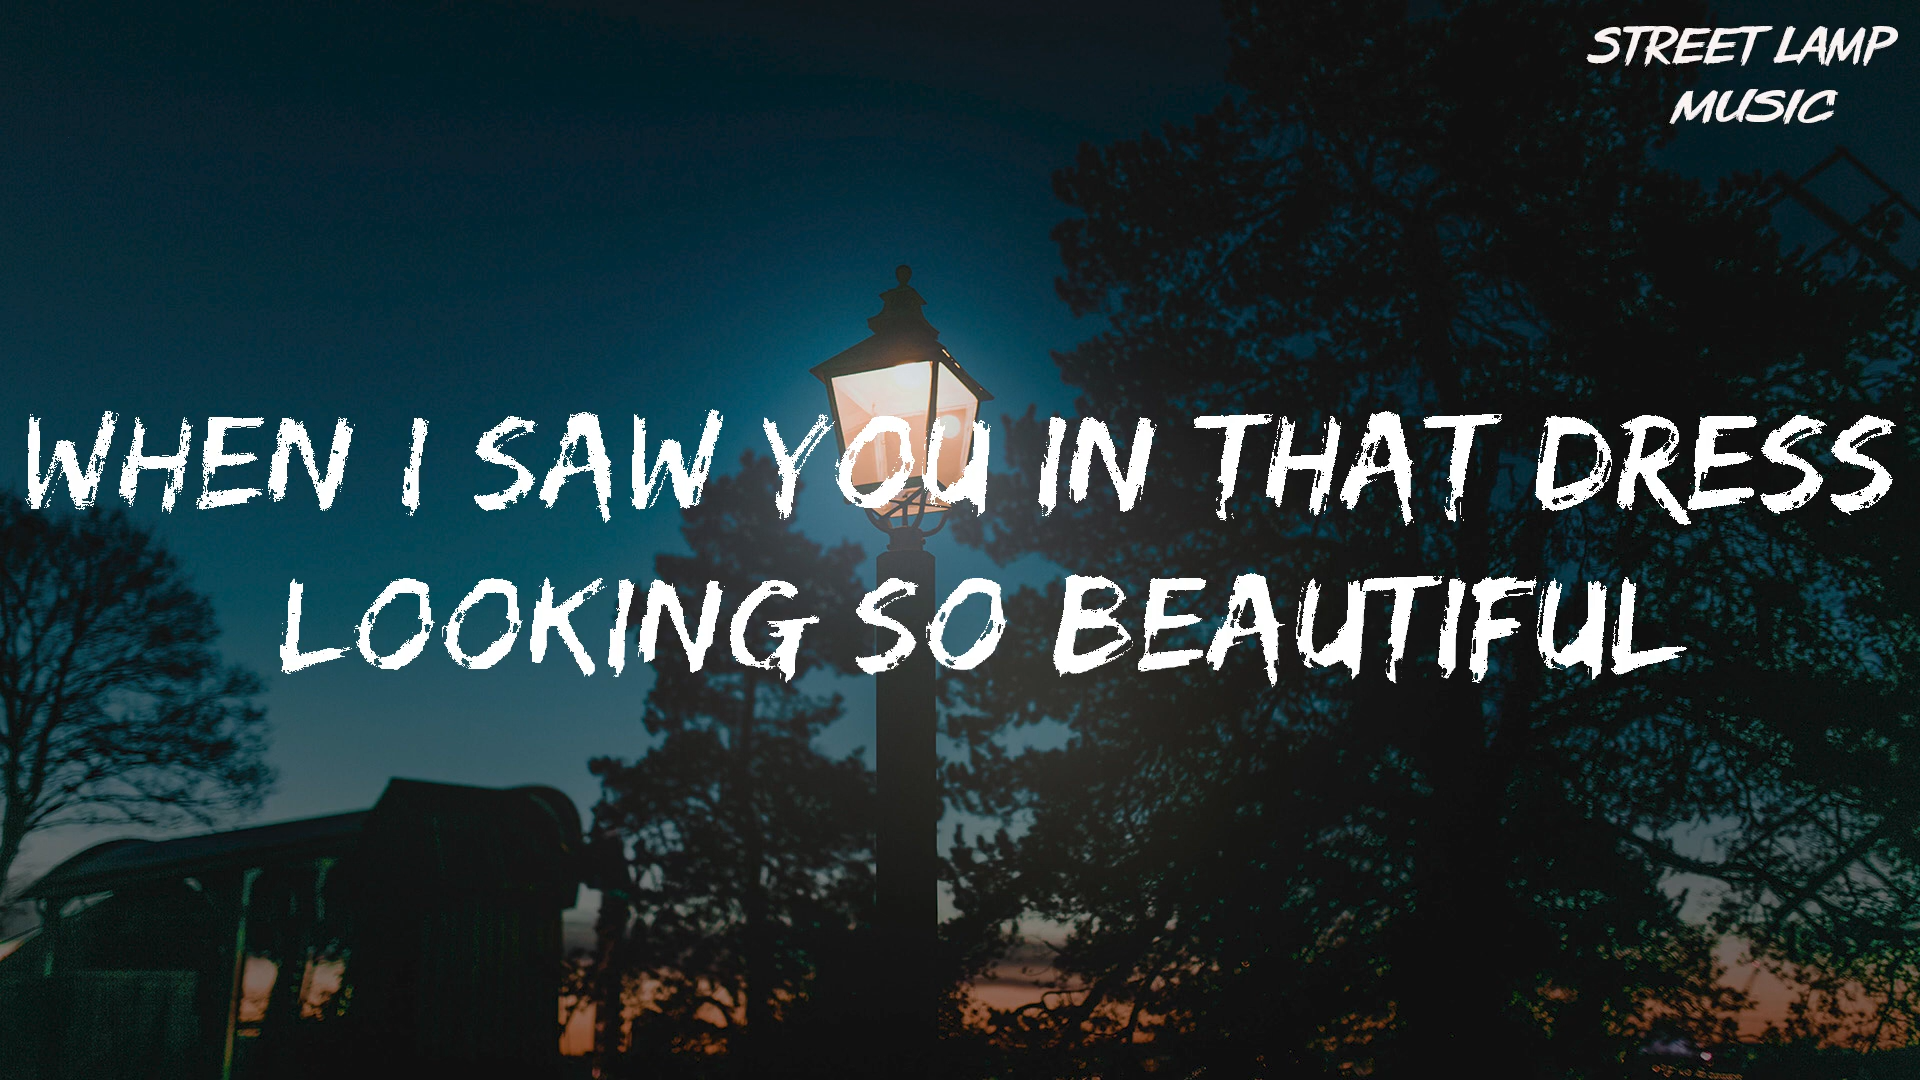 STREET LAMP
MUSIC
WHEN I SAW YOU IN THAT DRESS
LOOKING SO BEAUTIFUL